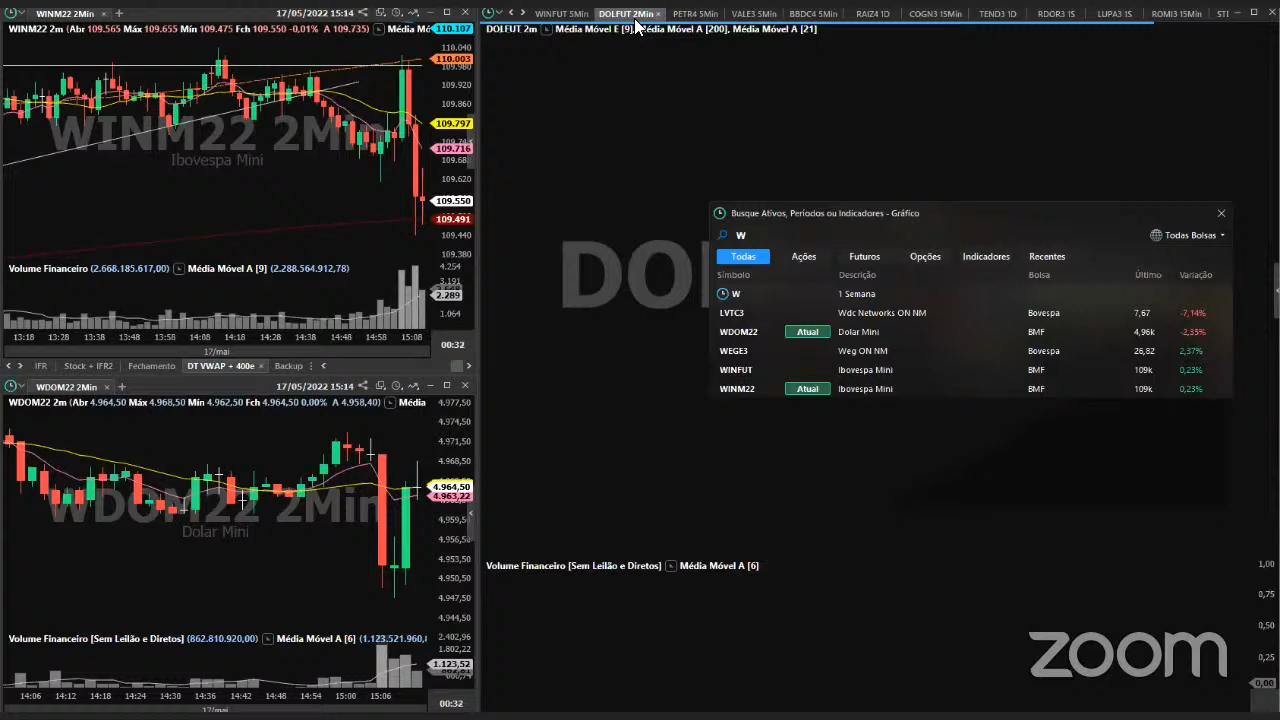 WINM22 2Min
17/05/2022 15:14
WINM22 2Min (Abr 109.565 Máx 109.655 Mín 109.475 Fch 109.550 -0,01% A 109.735) Média Mó
110.107
110.040
110.003
109.980
109.920
109.860
109.797
109.716
109.680
109.620
109.550
109.491
109.440
109.380
WINM22 2Min
Ibovespa Mini
Volume Financeiro (2.668.185.617,00) Média Móvel A [9] (2.288.564.912,78)
4.254
3.191
2.289
1.064
13:18 13:28 13:38 13:48 13:58 14:08 14:18 14:28 14:38 14:48 14:58 15:08
00:32
17/mai
IFR Stock + IFR2 Fechamento DT VWAP + 400e Backup
WDOM22 2Min
17/05/2022 15:14
WDOM22 2m (Abr 4.964,50 Máx 4.968,50 Mín 4.962,50 Fch 4.964,50 0,00% A 4.958,40) Média
4.977,50
4.974,50
4.971,50
4.968,50
4.964,50
4.963,22
4.959,50
4.956,50
4.953,50
4.950,50
4.947,50
4.944,50
WDOM22 2Min
Dolar Mini
Volume Financeiro [Sem Leilão e Diretos] (862.810.920,00) Média Móvel A [6] (1.123.521.960,
2.402,96
1.802,22
1.123,52
14:06 14:12 14:18 14:24 14:30 14:36 14:42 14:48 14:54 15:00 15:06
00:32
17/mai
WINFUT 5Min DOLFUT 2Min PETR4 5Min VALE3 5Min BBDC4 5Min RAIZ4 1D COGN3 15Min TEND3 1D RDOR3 1S LUPA3 1S ROMI3 15Min STI
DOLFUT 2m Média Móvel E [9], Média Móvel A [200], Média Móvel A [21]
Busque Ativos, Períodos ou Indicadores - Gráfico
W
Todas Bolsas
Todas Ações Futuros Opções Indicadores Recentes
Símbolo Descrição Bolsa Último Variação
W 1 Semana
LVTC3 Wdc Networks ON NM Bovespa 7,67 -7,14%
WDOM22 Atual Dolar Mini BMF 4,96k -2,35%
WEGE3 Weg ON NM Bovespa 26,82 2,37%
WINFUT Ibovespa Mini BMF 109k 0,23%
WINM22 Atual Ibovespa Mini BMF 109k 0,23%
Volume Financeiro [Sem Leilão e Diretos] Média Móvel A [6]
1,00
0,75
0,50
0,25
0,00
zoom